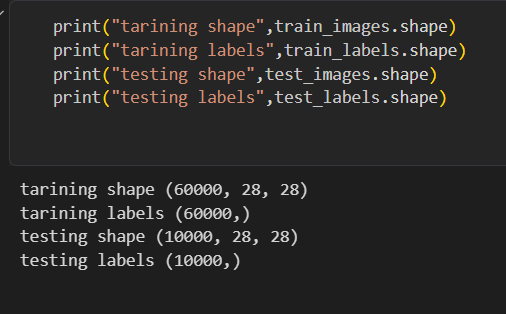 print("tarining shape",train_images.shape)
print("tarining labels",train_labels.shape)
print("testing shape",test_images.shape)
print("testing labels",test_labels.shape)
tarining shape (60000, 28, 28)
tarining labels (60000,)
testing shape (10000, 28, 28)
testing labels (10000,)